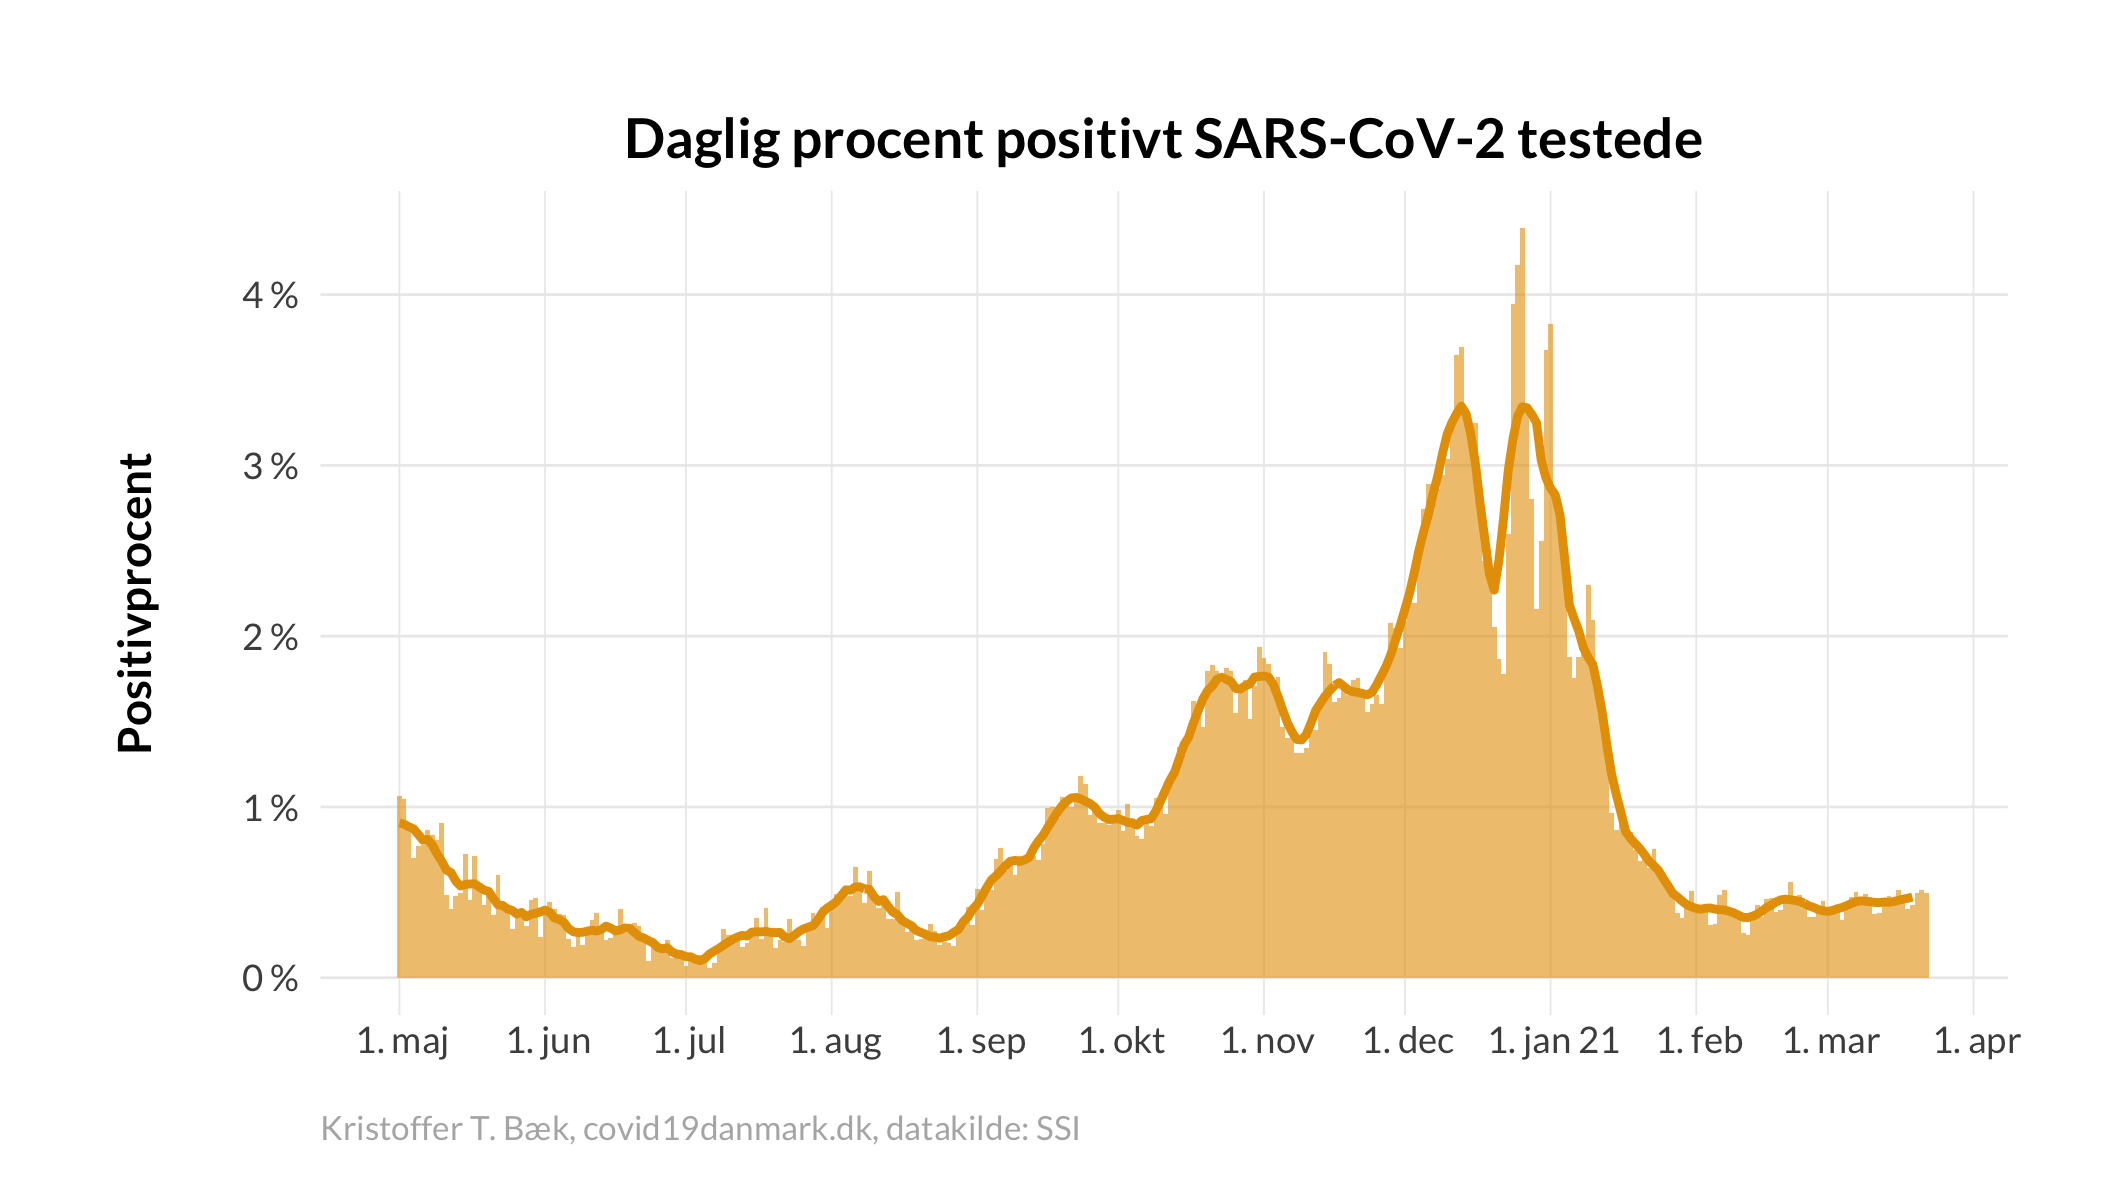 Daglig procent positivt SARS-CoV-2 testede
Positivprocent
4 %
3 %
2 %
1 %
0 %
1. maj 1. jun 1. jul 1. aug 1. sep 1. okt 1. nov 1. dec 1. jan 21 1. feb 1. mar 1. apr
Kristoffer T. Bæk, covid19danmark.dk, datakilde: SSI